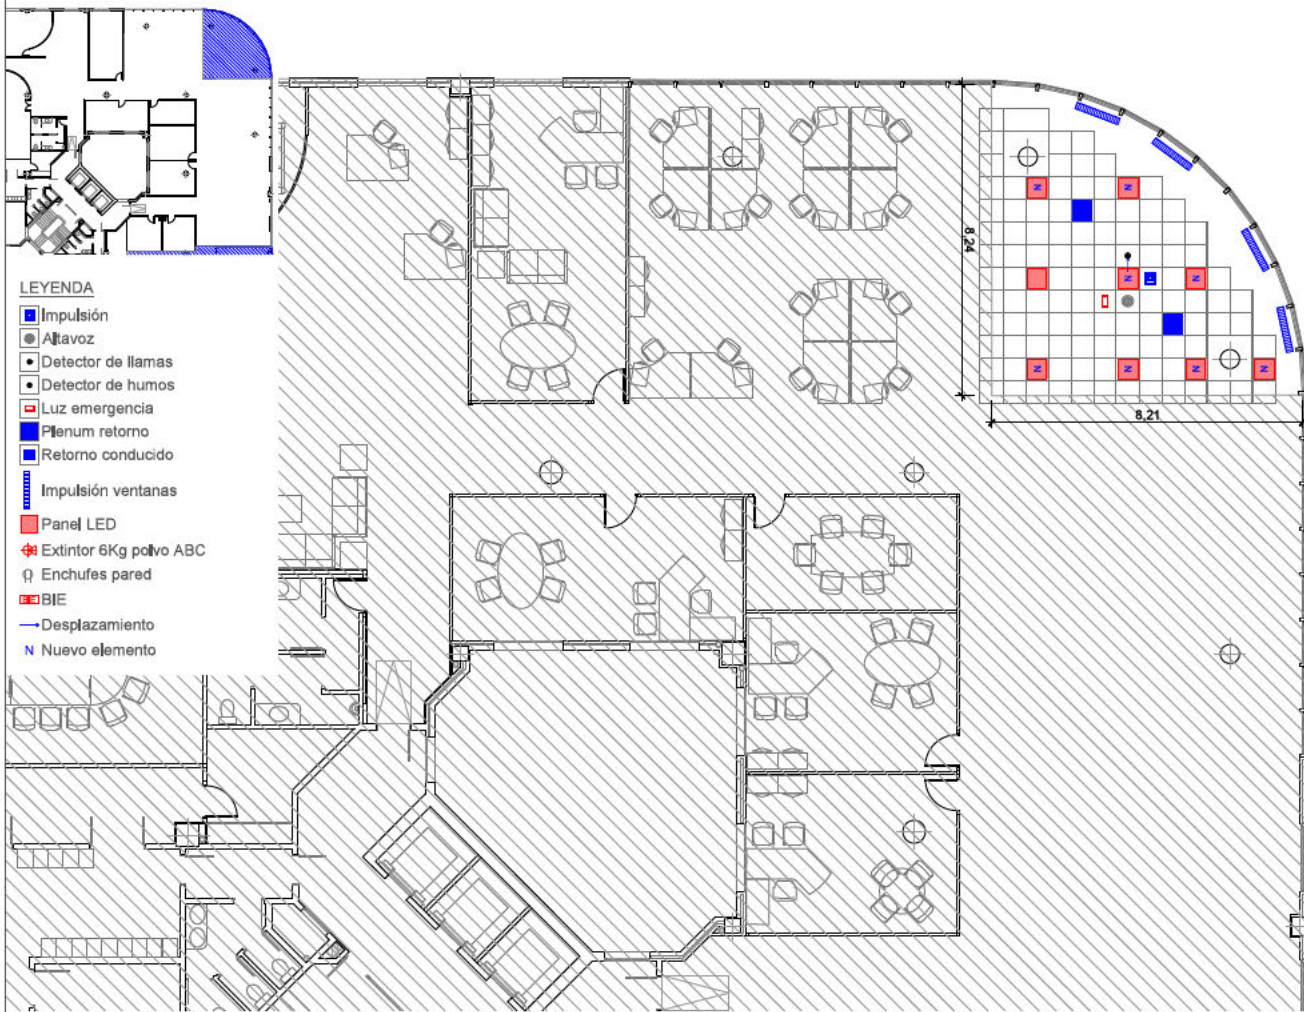 LEYENDA
Impulsión
Altavoz
Detector de llamas
Detector de humos
Luz emergencia
Plenum retorno
Retorno conducido
Impulsión ventanas
Panel LED
Extintor 6Kg polvo ABC
Enchufes pared
BIE
Desplazamiento
N Nuevo elemento
N
N
8,24
N
N
N
N
N
N
8,21